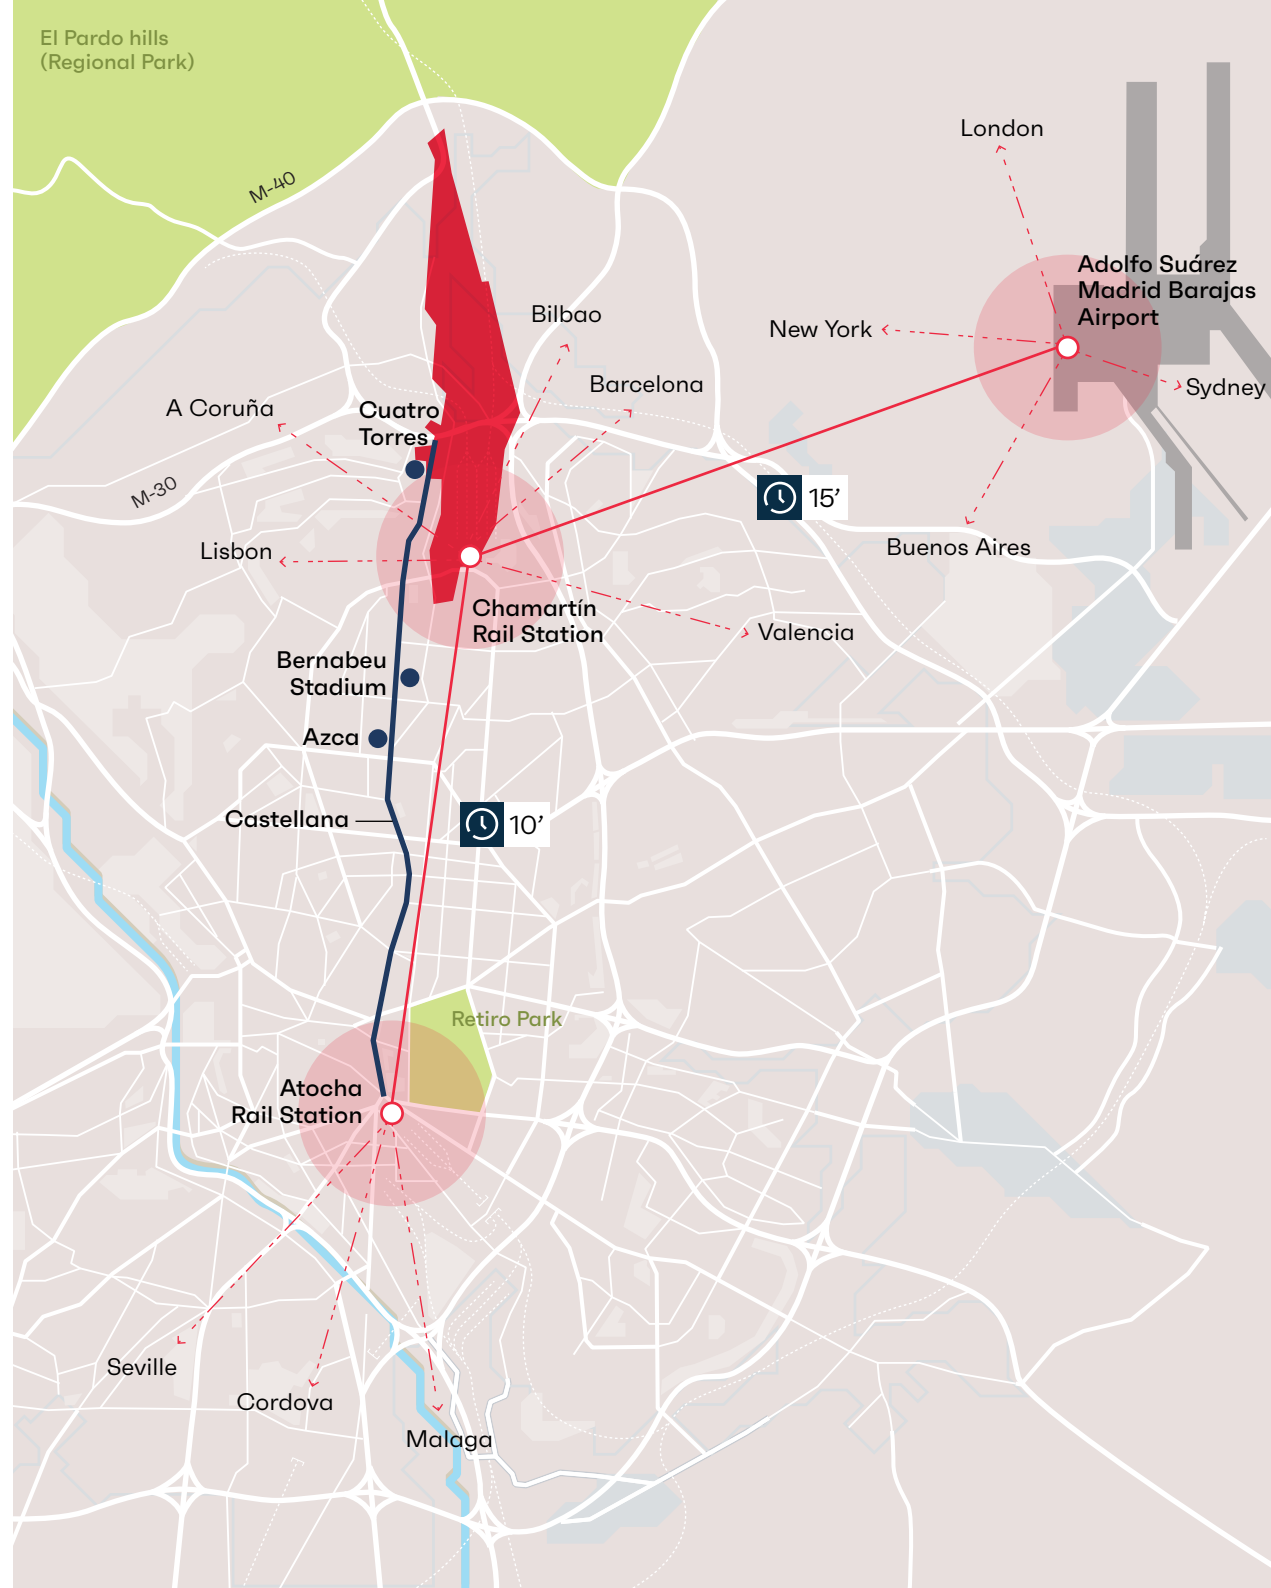 El Pardo hills
(Regional Park)
London
M-40
Adolfo Suárez
Madrid Barajas
Airport
Bilbao
New York
Barcelona
Sydney
A Coruña
Cuatro
Torres
M-30
15’
Lisbon
Buenos Aires
Chamartín
Rail Station
Valencia
Bernabeu
Stadium
Azca
Castellana
10’
Retiro Park
Atocha
Rail Station
Seville
Cordova
Malaga